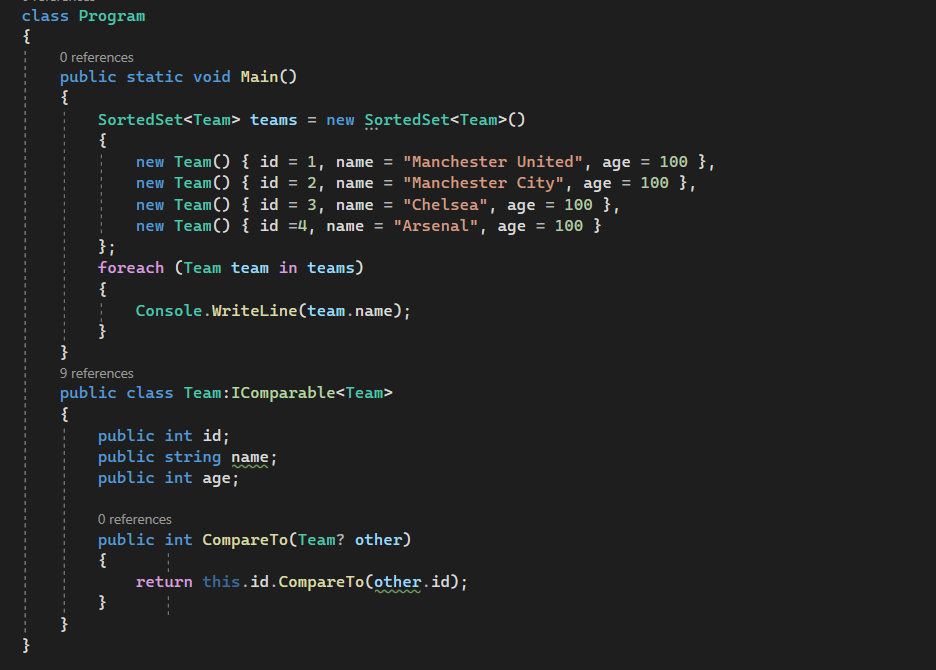 class Program
{
0 references
public static void Main()
{
SortedSet<Team> teams = new SortedSet<Team>()
{
new Team() { id = 1, name = "Manchester United", age = 100 },
new Team() { id = 2, name = "Manchester City", age = 100 },
new Team() { id = 3, name = "Chelsea", age = 100 },
new Team() { id =4, name = "Arsenal", age = 100 }
};
foreach (Team team in teams)
{
Console.WriteLine(team.name);
}
}
9 references
public class Team:IComparable<Team>
{
public int id;
public string name;
public int age;
0 references
public int CompareTo(Team? other)
{
return this.id.CompareTo(other.id);
}
}
}